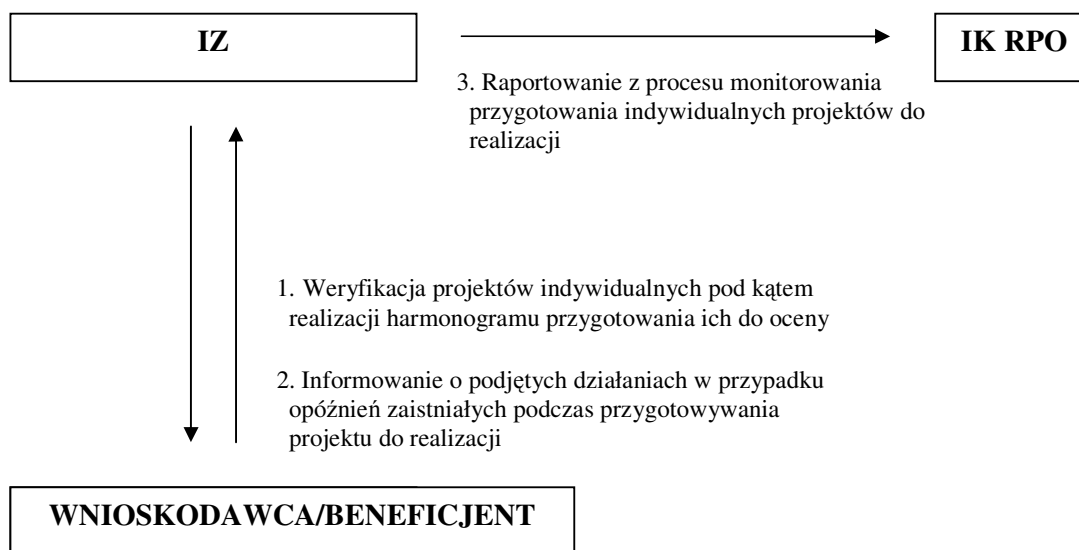 IZ
IK RPO
3. Raportowanie z procesu monitorowania
przygotowania indywidualnych projektów do
realizacji
1. Weryfikacja projektów indywidualnych pod kątem
realizacji harmonogramu przygotowania ich do oceny
2. Informowanie o podjętych działaniach w przypadku
opóźnień zaistniałych podczas przygotowywania
projektu do realizacji
WNIOSKODAWCA/BENEFICJENT